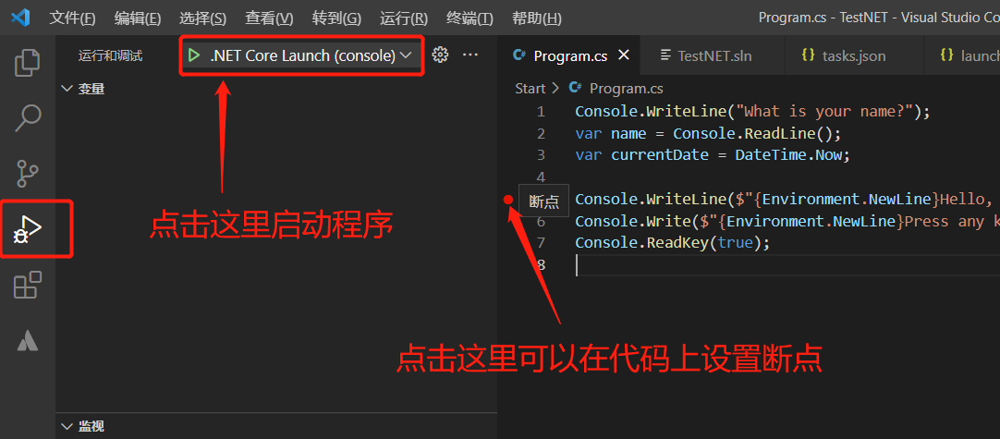 文件(F) 编辑(E) 选择(S) 查看(V) 转到(G) 运行(R) 终端(T) 帮助(H) Program.cs - TestNET - Visual Studio Co
运行和调试 .NET Core Launch (console) ... Program.cs TestNET.sln {} tasks.json {} launch
变量
Start > Program.cs
1 Console.WriteLine("What is your name?");
2 var name = Console.ReadLine();
3 var currentDate = DateTime.Now;
4
断点 Console.WriteLine($"{Environment.NewLine}Hello,
6 Console.Write($"{Environment.NewLine}Press any k
7 Console.ReadKey(true);
8
点击这里启动程序
点击这里可以在代码上设置断点
监视